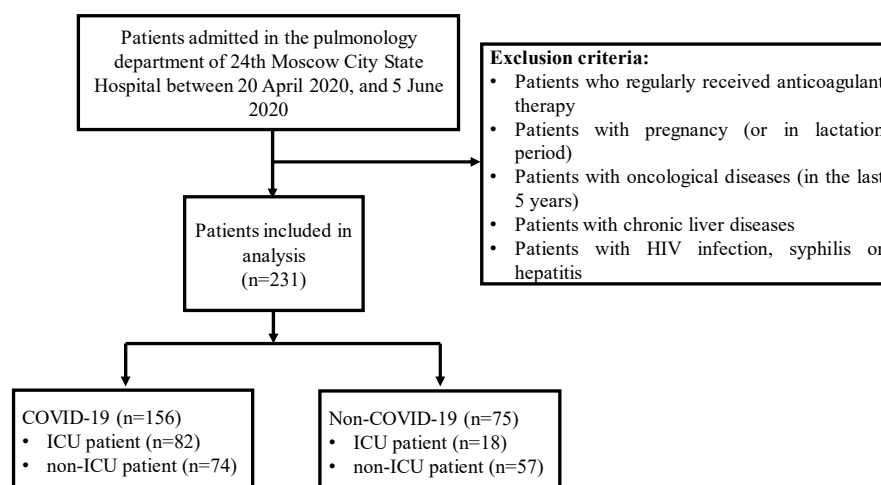 Patients admitted in the pulmonology
department of 24th Moscow City State
Hospital between 20 April 2020, and 5 June
2020
Exclusion criteria:
• Patients who regularly received anticoagulant
therapy
• Patients with pregnancy (or in lactation
period)
• Patients with oncological diseases (in the last
5 years)
• Patients with chronic liver diseases
• Patients with HIV infection, syphilis or
hepatitis
Patients included in
analysis
(n=231)
COVID-19 (n=156)
• ICU patient (n=82)
• non-ICU patient (n=74)
Non-COVID-19 (n=75)
• ICU patient (n=18)
• non-ICU patient (n=57)